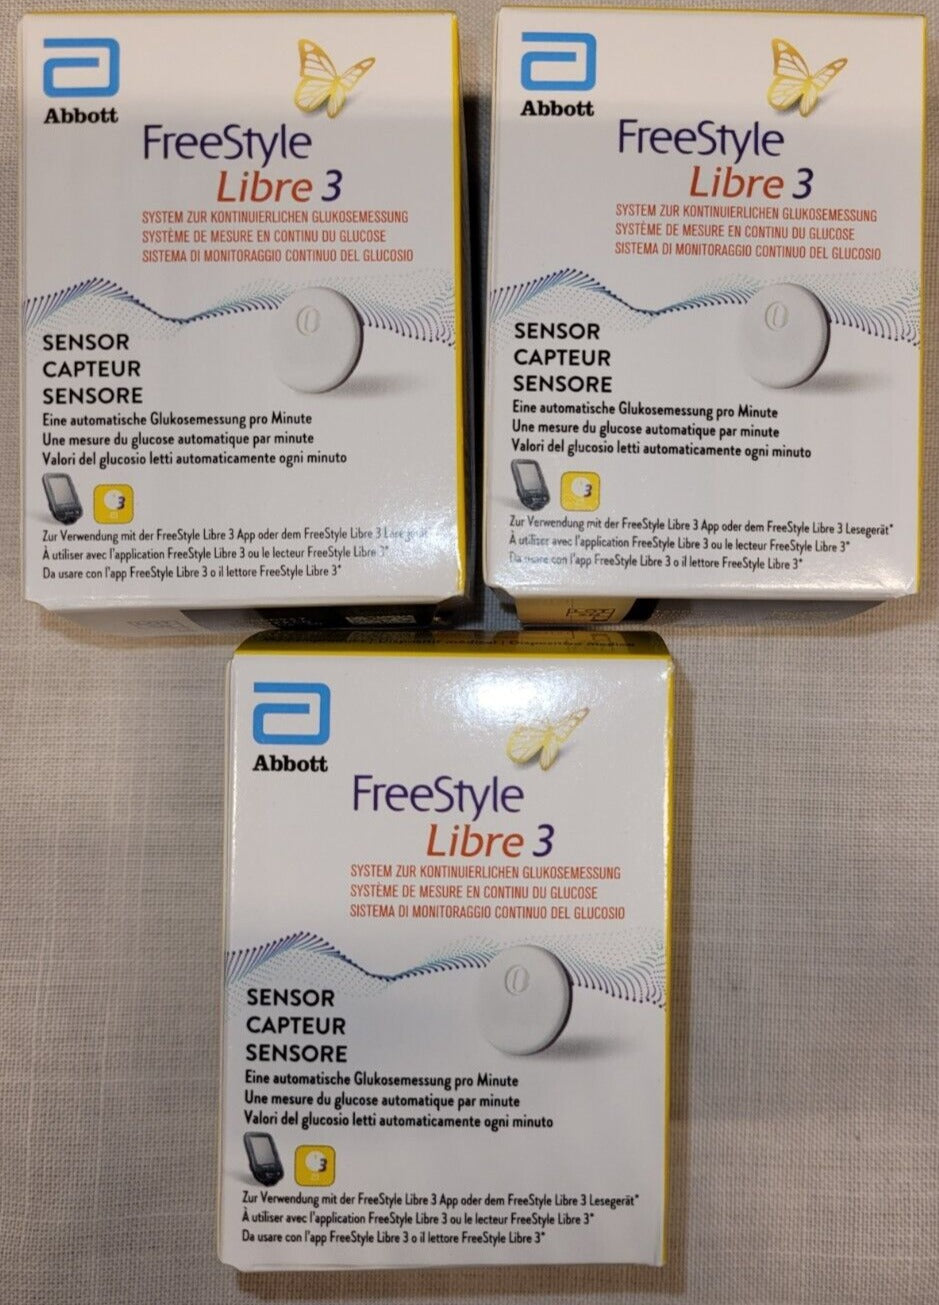 Abbott
FreeStyle
Libre 3
SYSTEM ZUR KONTINUIERLICHEN GLUKOSEMESSUNG
SYSTÈME DE MESURE EN CONTINU DU GLUCOSE
SISTEMA DI MONITORAGGIO CONTINUO DEL GLUCOSIO
SENSOR
CAPTEUR
SENSORE
Eine automatische Glukosemessung pro Minute
Une mesure du glucose automatique par minute
Valori del glucosio letti automaticamente ogni minuto
3
Zur Verwendung mit der FreeStyle Libre 3 App oder dem FreeStyle Libre 3 Lesegerät*
À utiliser avec l'application FreeStyle Libre 3 ou le lecteur FreeStyle Libre 3*
Da usare con l'app FreeStyle Libre 3 o il lettore FreeStyle Libre 3*
Abbott
FreeStyle
Libre 3
SYSTEM ZUR KONTINUIERLICHEN GLUKOSEMESSUNG
SYSTÈME DE MESURE EN CONTINU DU GLUCOSE
SISTEMA DI MONITORAGGIO CONTINUO DEL GLUCOSIO
SENSOR
CAPTEUR
SENSORE
Eine automatische Glukosemessung pro Minute
Une mesure du glucose automatique par minute
Valori del glucosio letti automaticamente ogni minuto
3
Zur Verwendung mit der FreeStyle Libre 3 App oder dem FreeStyle Libre 3 Lesegerät*
À utiliser avec l'application FreeStyle Libre 3 ou le lecteur FreeStyle Libre 3*
Da usare con l'app FreeStyle Libre 3 o il lettore FreeStyle Libre 3*
Abbott
FreeStyle
Libre 3
SYSTEM ZUR KONTINUIERLICHEN GLUKOSEMESSUNG
SYSTÈME DE MESURE EN CONTINU DU GLUCOSE
SISTEMA DI MONITORAGGIO CONTINUO DEL GLUCOSIO
SENSOR
CAPTEUR
SENSORE
Eine automatische Glukosemessung pro Minute
Une mesure du glucose automatique par minute
Valori del glucosio letti automaticamente ogni minuto
3
Zur Verwendung mit der FreeStyle Libre 3 App oder dem FreeStyle Libre 3 Lesegerät*
À utiliser avec l'application FreeStyle Libre 3 ou le lecteur FreeStyle Libre 3*
Da usare con l'app FreeStyle Libre 3 o il lettore FreeStyle Libre 3*